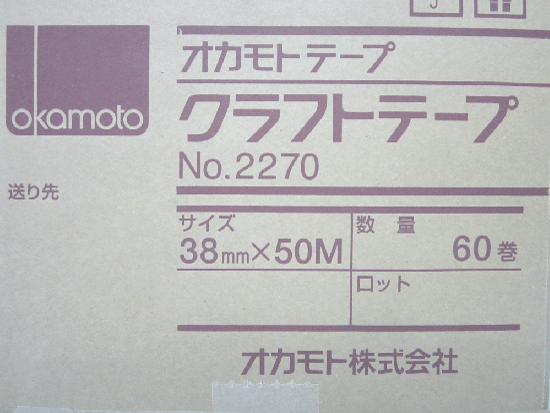 okamoto
オカモトテープ
クラフトテープ
No.2270
送り先
サイズ
38mm×50M
数量
60巻
ロット
オカモト株式会社